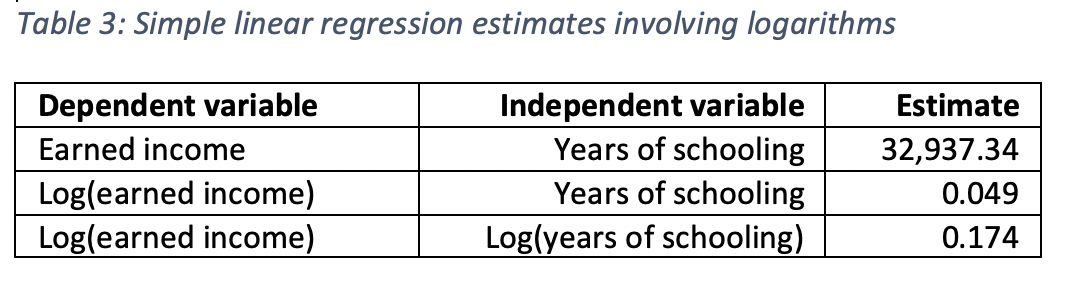 Table 3: Simple linear regression estimates involving logarithms
Dependent variable Independent variable Estimate
Earned income Years of schooling 32,937.34
Log(earned income) Years of schooling 0.049
Log(earned income) Log(years of schooling) 0.174